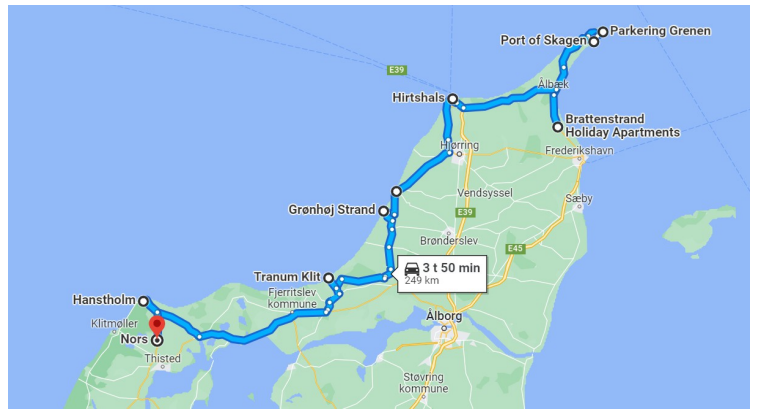 Parkering Grenen
Port of Skagen
E39
Ålbæk
Hirtshals
Brattenstrand
Holiday Apartments
Hjørring
Frederikshavn
Vendsyssel
Sæby
Grønhøj Strand
E39
Brønderslev
E45
3 t 50 min
249 km
Tranum Klit
Fjerritslev
kommune
Hanstholm
Klitmøller
Ålborg
Nors
Thisted
Støvring
kommune